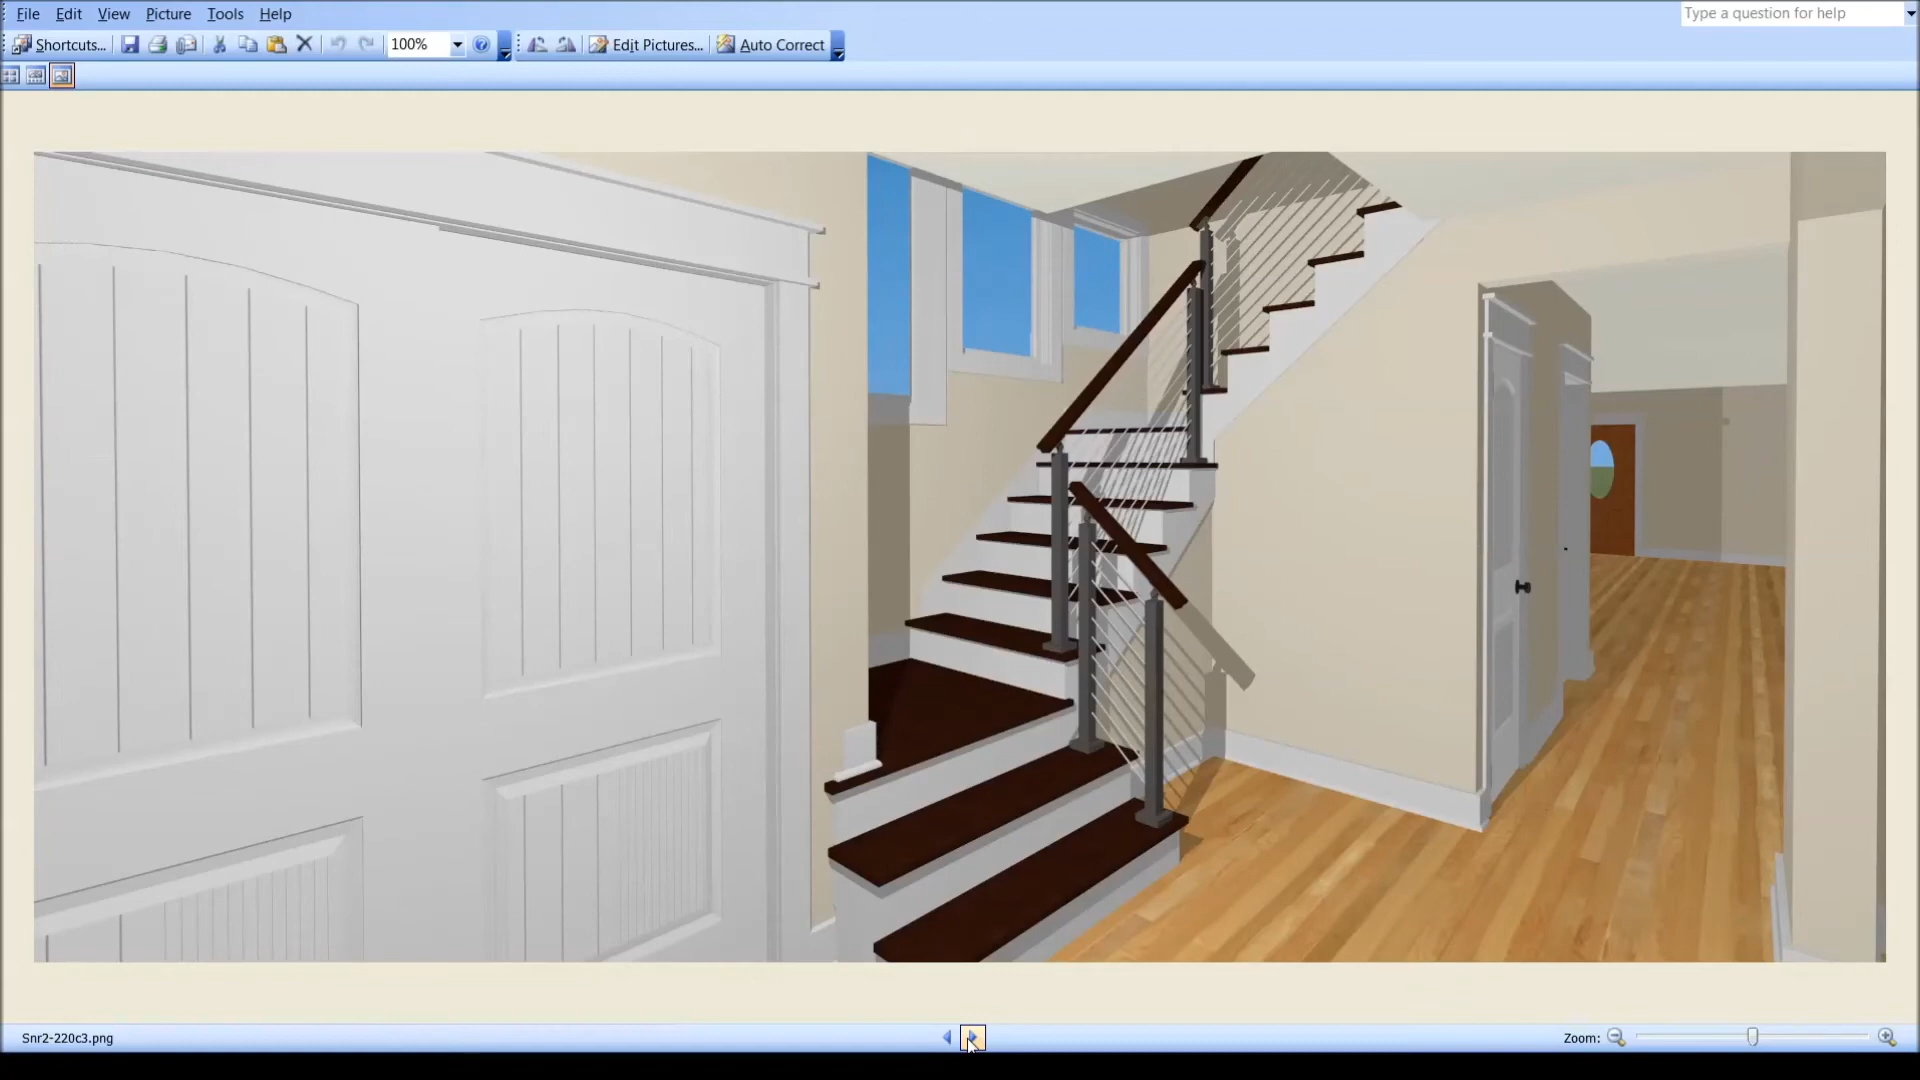 File Edit View Picture Tools Help
Type a question for help
Shortcuts... 100% Edit Pictures... Auto Correct
Snr2-220c3.png
Zoom: